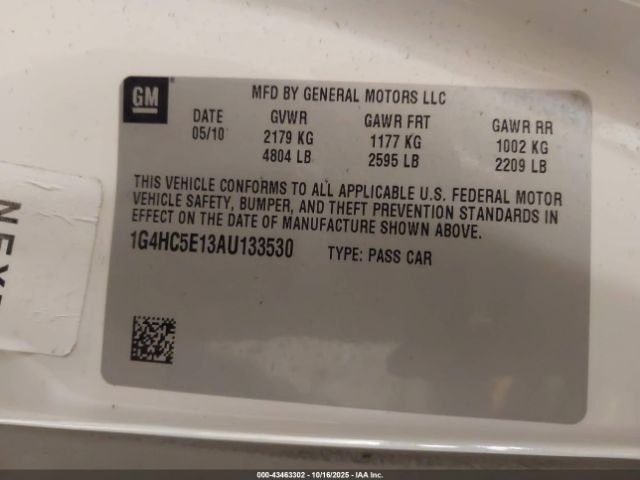 GM
MFD BY GENERAL MOTORS LLC
DATE GVWR GAWR FRT GAWR RR
05/10 2179 KG 1177 KG 1002 KG
4804 LB 2595 LB 2209 LB
THIS VEHICLE CONFORMS TO ALL APPLICABLE U.S. FEDERAL MOTOR
VEHICLE SAFETY, BUMPER, AND THEFT PREVENTION STANDARDS IN
EFFECT ON THE DATE OF MANUFACTURE SHOWN ABOVE.
1G4HC5E13AU133530 TYPE: PASS CAR
000-43463302 - 10/16/2025 - IAA Inc.